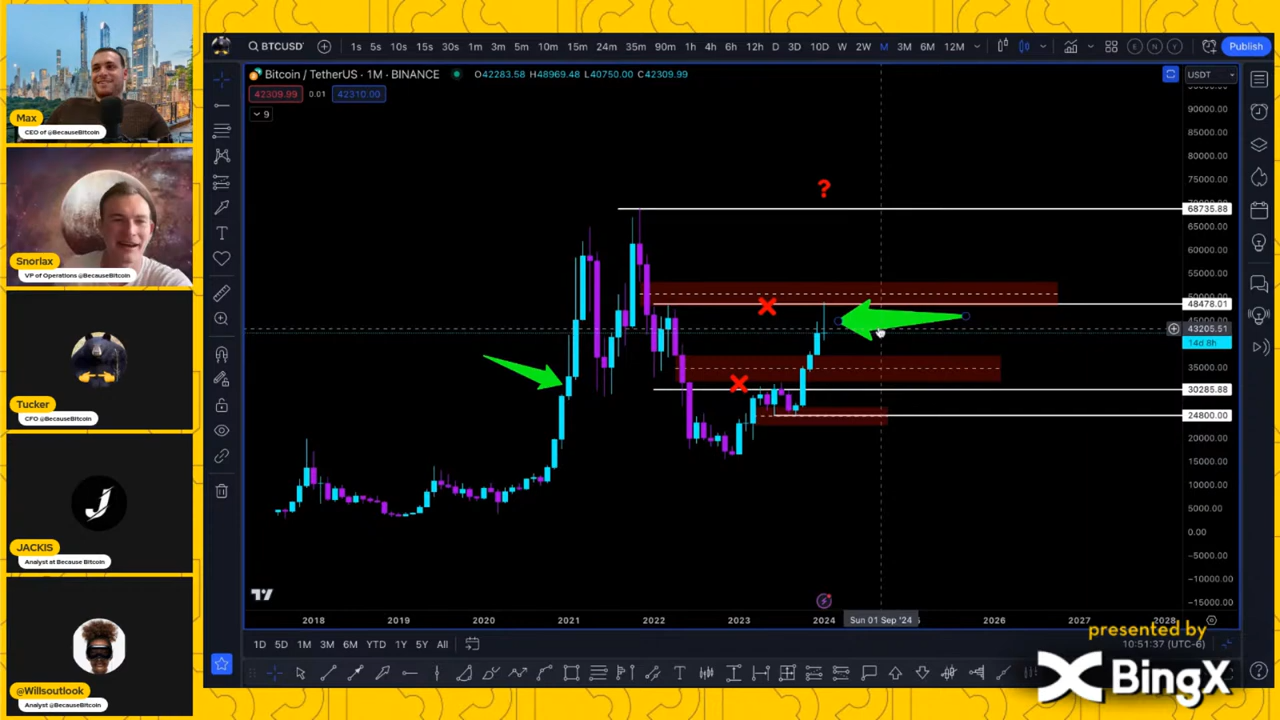 Max
CEO of @BecauseBitcoin
Snorlax
VP of Operations @BecauseBitcoin
Tucker
CFO @BecauseBitcoin
JACKIS
Analyst at Because Bitcoin
@Willsoutlook
Analyst @BecauseBitcoin
BTCUSD 1s 5s 10s 15s 30s 1m 3m 5m 10m 15m 24m 35m 90m 1h 4h 6h 12h D 3D 10D W 2W M 3M 6M 12M E N Y Publish
Bitcoin / TetherUS · 1M · BINANCE O42283.58 H48969.48 L40750.00 C42309.99 USDT
42309.99 0.01 42310.00
9
90000.00
85000.00
80000.00
75000.00
?
68735.88
65000.00
60000.00
55000.00
48478.01
43205.51
14d 8h
35000.00
30285.88
24800.00
20000.00
15000.00
10000.00
5000.00
0.00
-5000.00
-10000.00
-15000.00
2018 2019 2020 2021 2022 2023 2024 Sun 01 Sep '24 2026 2027 2028
1D 5D 1M 3M 6M YTD 1Y 5Y All 10:51:37 (UTC-6)
presented by
BingX